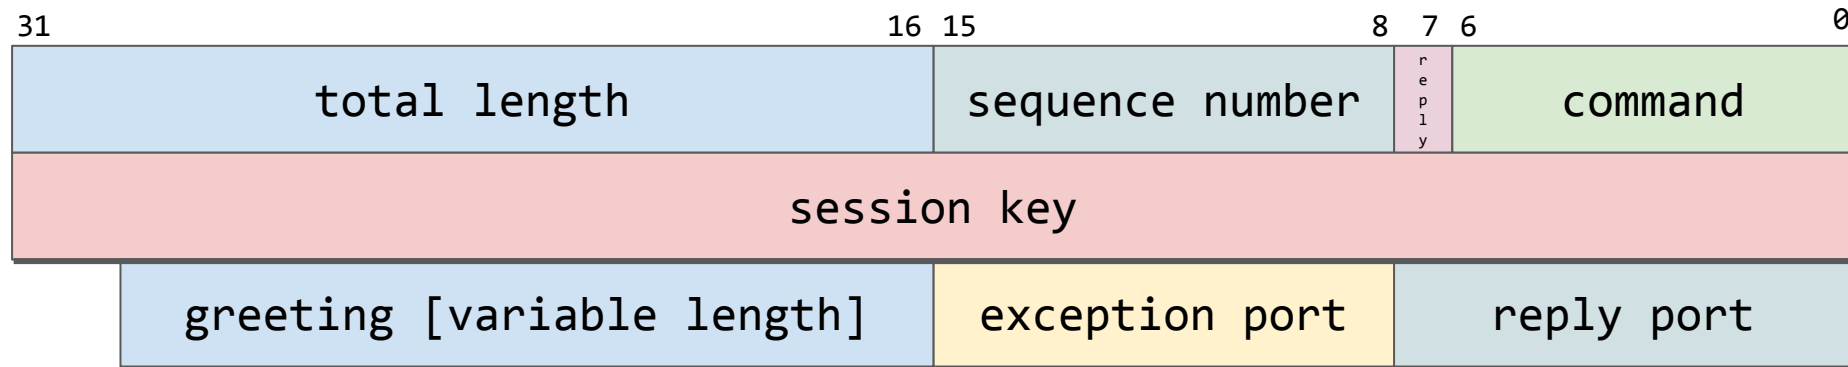 31 16 15 8 7 6 0
total length sequence number reply command
session key
greeting [variable length] exception port reply port